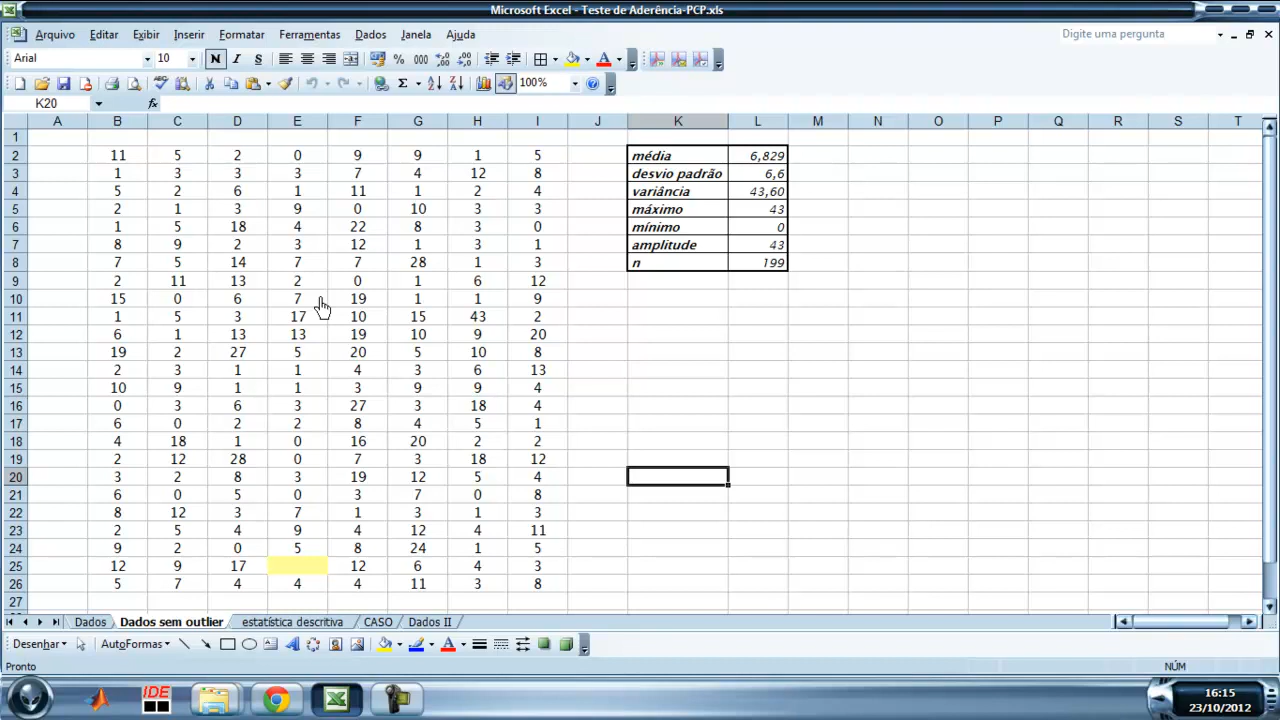 Microsoft Excel - Teste de Aderência-PCP.xls
Arquivo Editar Exibir Inserir Formatar Ferramentas Dados Janela Ajuda Digite uma pergunta
Arial 10 N I S % 000
100%
K20 fx
A B C D E F G H I J K L M N O P Q R S T
1
2 11 5 2 0 9 9 1 5 média 6,829
3 1 3 3 3 7 4 12 8 desvio padrão 6,6
4 5 2 6 1 11 1 2 4 variância 43,60
5 2 1 3 9 0 10 3 3 máximo 43
6 1 5 18 4 22 8 3 0 mínimo 0
7 8 9 2 3 12 1 3 1 amplitude 43
8 7 5 14 7 7 28 1 3 n 199
9 2 11 13 2 0 1 6 12
10 15 0 6 7 19 1 1 9
11 1 5 3 17 10 15 43 2
12 6 1 13 13 19 10 9 20
13 19 2 27 5 20 5 10 8
14 2 3 1 1 4 3 6 13
15 10 9 1 1 3 9 9 4
16 0 3 6 3 27 3 18 4
17 6 0 2 2 8 4 5 1
18 4 18 1 0 16 20 2 2
19 2 12 28 0 7 3 18 12
20 3 2 8 3 19 12 5 4
21 6 0 5 0 3 7 0 8
22 8 12 3 7 1 3 1 3
23 2 5 4 9 4 12 4 11
24 9 2 0 5 8 24 1 5
25 12 9 17 12 6 4 3
26 5 7 4 4 4 11 3 8
27
Dados Dados sem outlier estatística descritiva CASO Dados II
Desenhar AutoFormas
Pronto NÚM
IDE 16:15
23/10/2012